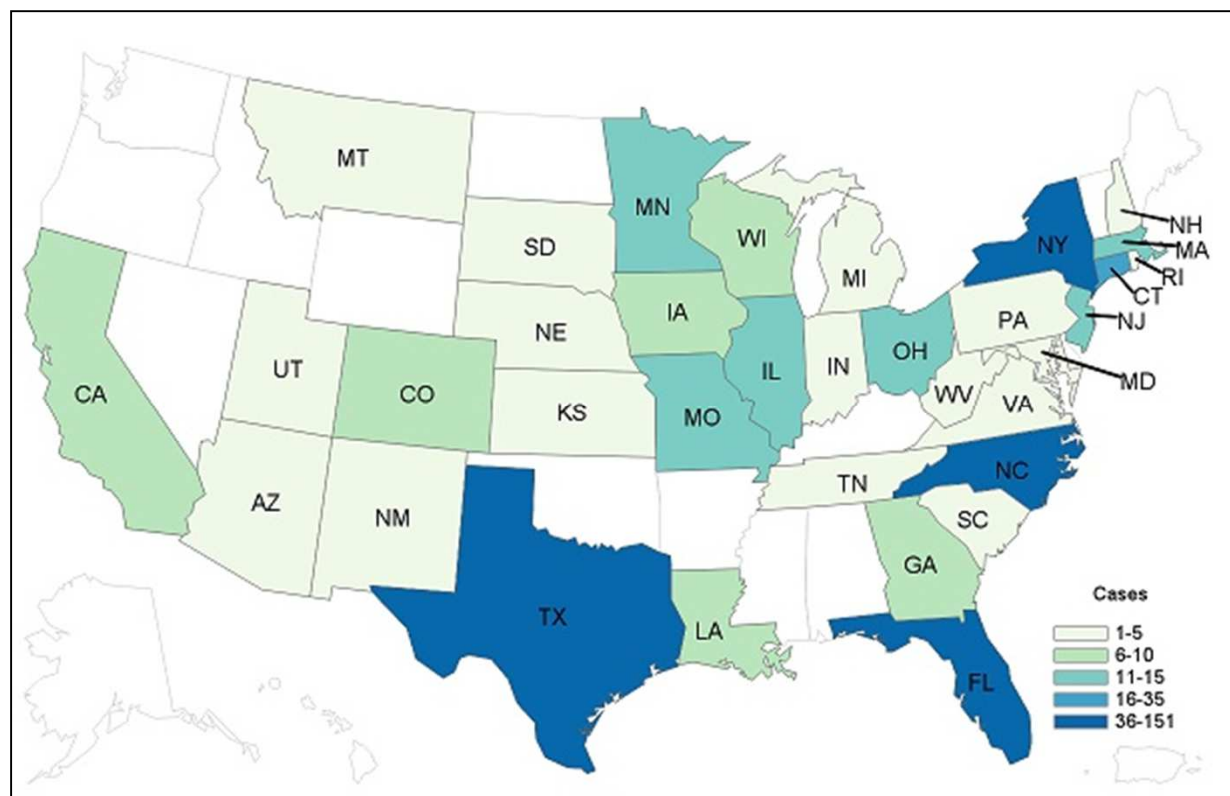 MT
MN
NH
NY
MA
WI
SD
RI
MI
CT
IA
NJ
PA
NE
OH
UT
IL
IN
MD
CA
CO
WV
VA
KS
MO
NC
TN
AZ
NM
SC
GA
Cases
TX
LA
1-5
6-10
FL
11-15
16-35
36-151